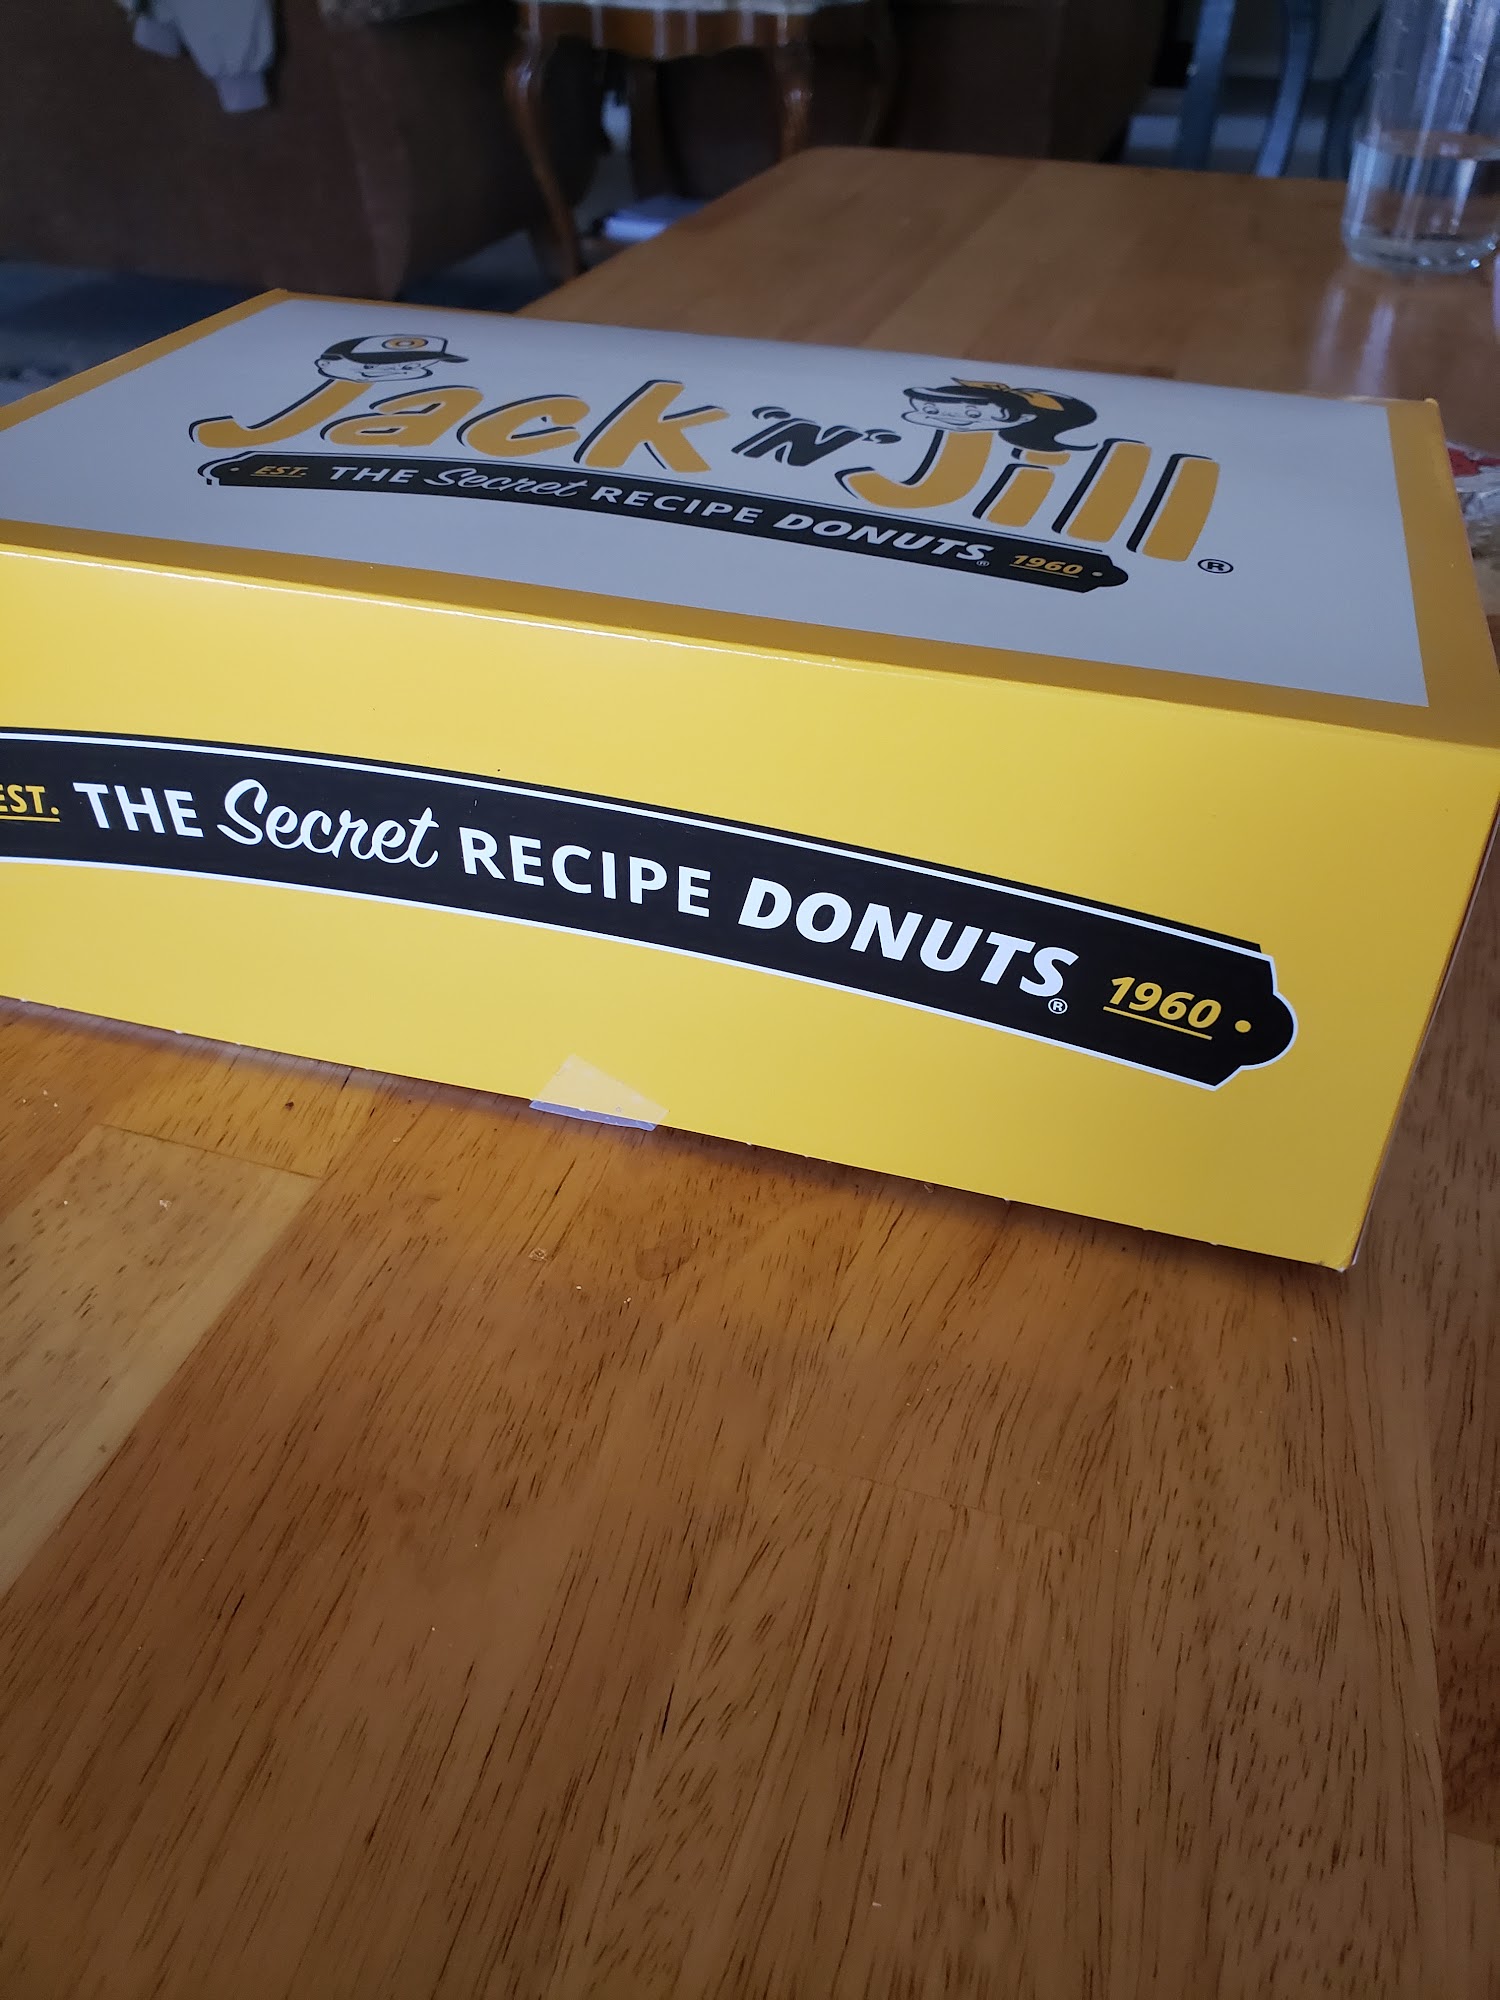 Jack 'N' Jill®
EST. THE Secret RECIPE DONUTS® 1960
EST. THE Secret RECIPE DONUTS® 1960